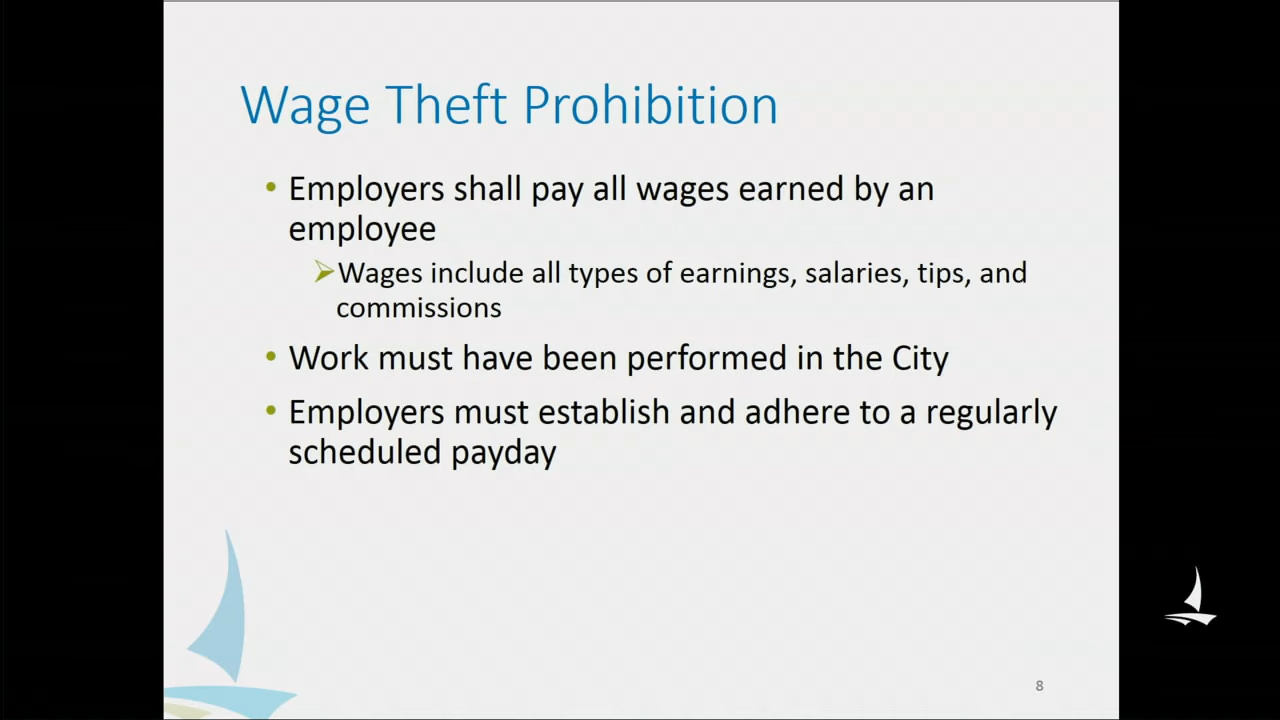 Wage Theft Prohibition
• Employers shall pay all wages earned by an
employee
➢Wages include all types of earnings, salaries, tips, and
commissions
• Work must have been performed in the City
• Employers must establish and adhere to a regularly
scheduled payday
8